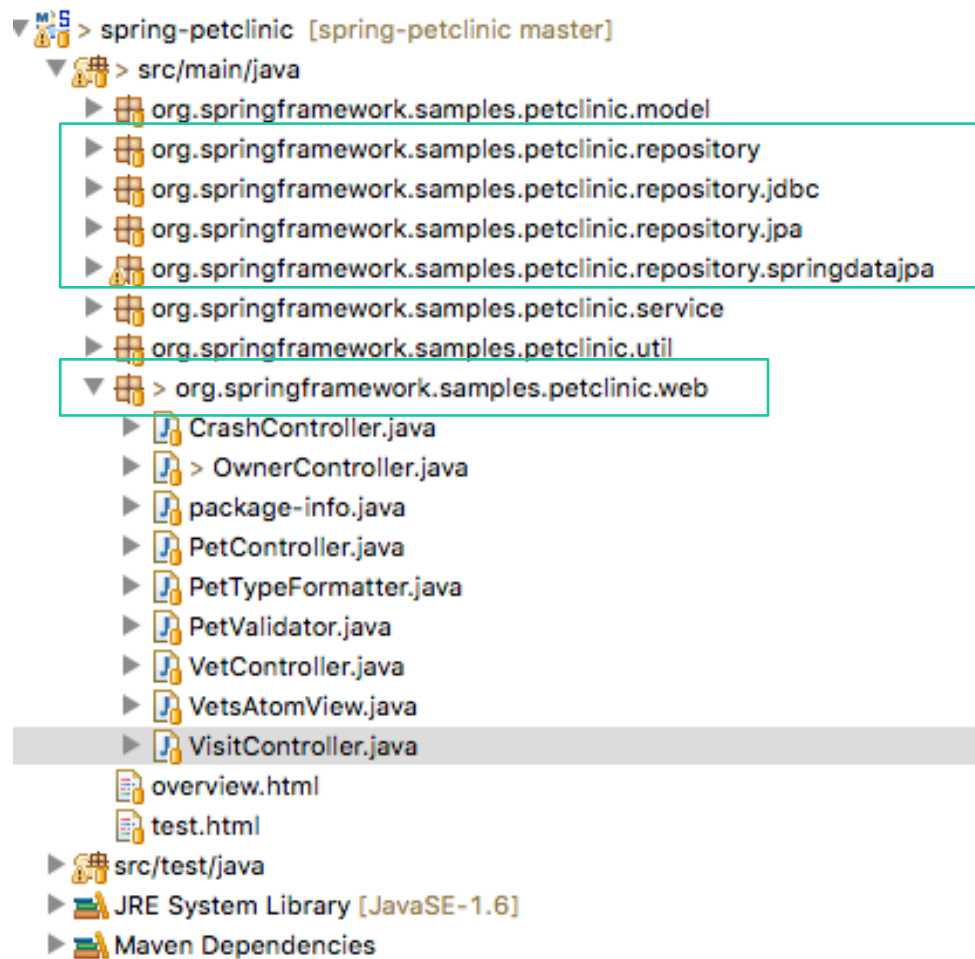 > spring-petclinic [spring-petclinic master]
> src/main/java
org.springframework.samples.petclinic.model
org.springframework.samples.petclinic.repository
org.springframework.samples.petclinic.repository.jdbc
org.springframework.samples.petclinic.repository.jpa
org.springframework.samples.petclinic.repository.springdatajpa
org.springframework.samples.petclinic.service
org.springframework.samples.petclinic.util
> org.springframework.samples.petclinic.web
CrashController.java
> OwnerController.java
package-info.java
PetController.java
PetTypeFormatter.java
PetValidator.java
VetController.java
VetsAtomView.java
VisitController.java
overview.html
test.html
src/test/java
JRE System Library [JavaSE-1.6]
Maven Dependencies